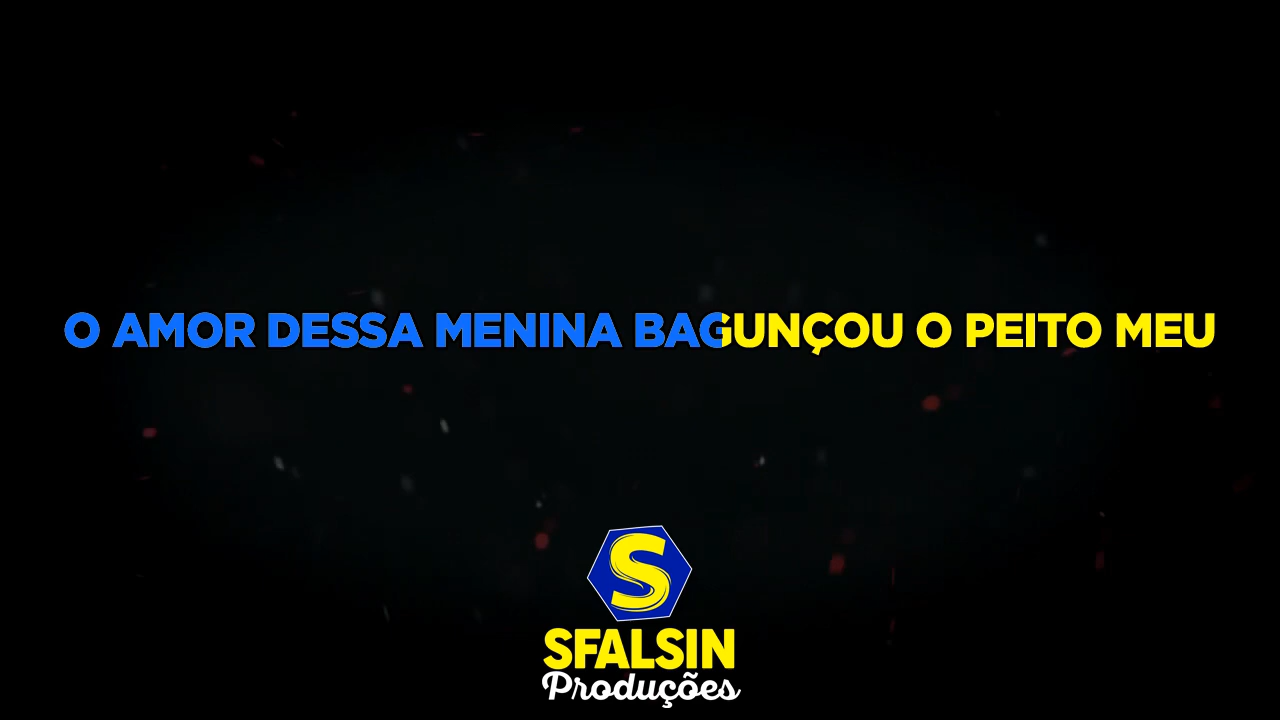 O AMOR DESSA MENINA BAGUNÇOU O PEITO MEU
S
SFALSIN
Produções